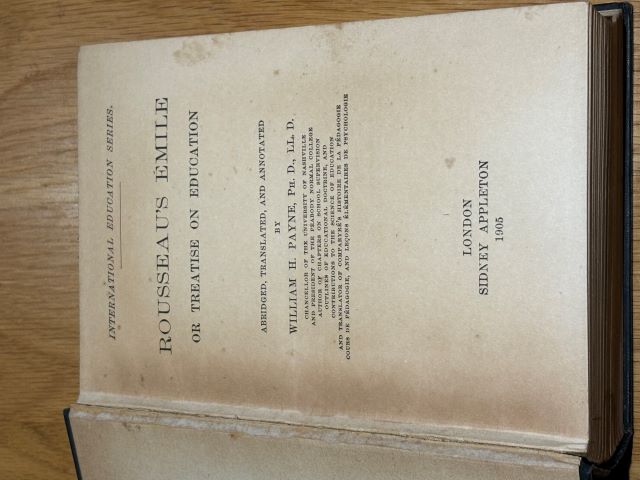 INTERNATIONAL EDUCATION SERIES.
ROUSSEAU'S ÉMILE
OR TREATISE ON EDUCATION
ABRIDGED, TRANSLATED, AND ANNOTATED
BY
WILLIAM H. PAYNE, PH. D., LL. D.
CHANCELLOR OF THE UNIVERSITY OF NASHVILLE
AND PRESIDENT OF THE PEABODY NORMAL COLLEGE
AUTHOR OF CHAPTERS ON SCHOOL SUPERVISION
OUTLINES OF EDUCATIONAL DOCTRINE, AND
CONTRIBUTIONS TO THE SCIENCE OF EDUCATION
AND TRANSLATOR OF COMPAYRÉ'S HISTOIRE DE LA PÉDAGOGIE
COURS DE PÉDAGOGIE, AND LEÇONS ÉLÉMENTAIRES DE PSYCHOLOGIE
LONDON
SIDNEY APPLETON
1905